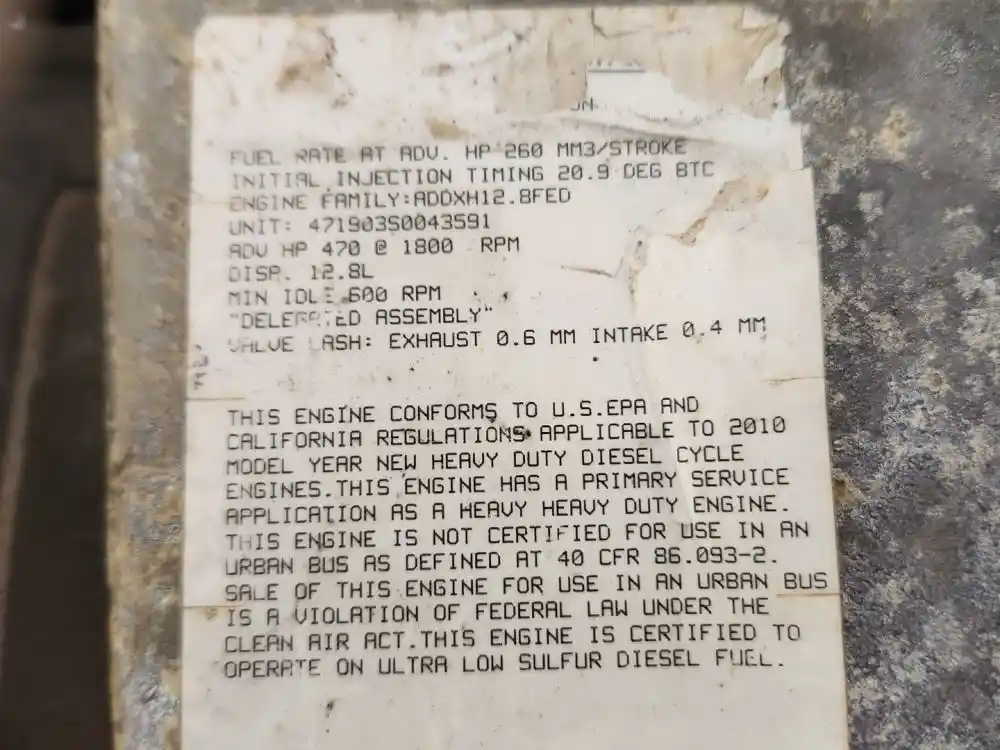 FUEL RATE AT ADV. HP 260 MM3/STROKE
INITIAL INJECTION TIMING 20.9 DEG BTC
ENGINE FAMILY:ADDXH12.8FED
UNIT: 471903S0043591
ADV HP 470 @ 1800 RPM
DISP. 12.8L
MIN IDLE 600 RPM
"DELEGATED ASSEMBLY"
VALVE LASH: EXHAUST 0.6 MM INTAKE 0.4 MM
THIS ENGINE CONFORMS TO U.S.EPA AND
CALIFORNIA REGULATIONS APPLICABLE TO 2010
MODEL YEAR NEW HEAVY DUTY DIESEL CYCLE
ENGINES.THIS ENGINE HAS A PRIMARY SERVICE
APPLICATION AS A HEAVY HEAVY DUTY ENGINE.
THIS ENGINE IS NOT CERTIFIED FOR USE IN AN
URBAN BUS AS DEFINED AT 40 CFR 86.093-2.
SALE OF THIS ENGINE FOR USE IN AN URBAN BUS
IS A VIOLATION OF FEDERAL LAW UNDER THE
CLEAN AIR ACT.THIS ENGINE IS CERTIFIED TO
OPERATE ON ULTRA LOW SULFUR DIESEL FUEL.